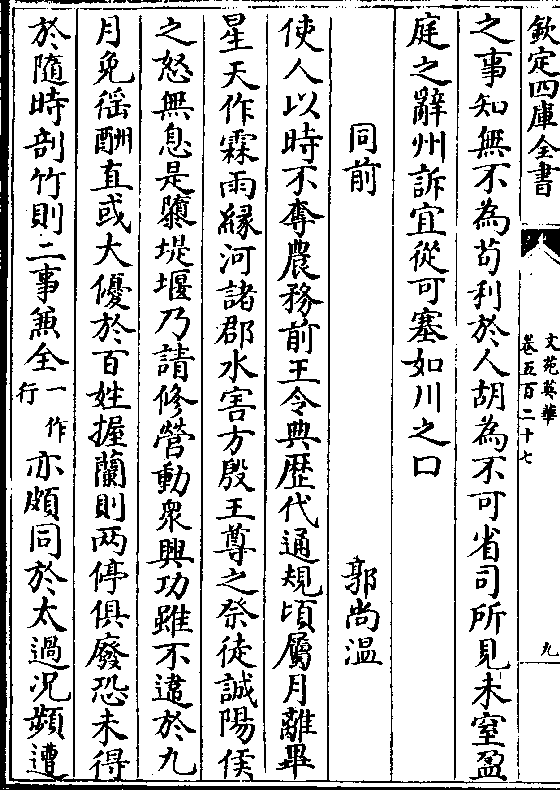 欽定四庫全書
文苑英華
卷五百二十七
九
之事知無不為苟利於人胡為不可省司所見未窒盈
庭之辭州訴宜從可塞如川之口
同前 郭尚温
使人以時不奪農務前王令典歴代通規頃屬月離畢
星天作霖雨縁河諸郡水害方殷王尊之祭徒誠陽侯
之怒無息是隳堤堰乃請修營動衆興功雖不違於九
月免徭酬直或大優於百姓握蘭則两停俱廢恐未得
於隨時剖竹則二事兼全一作行亦頗同於太過況頻遭